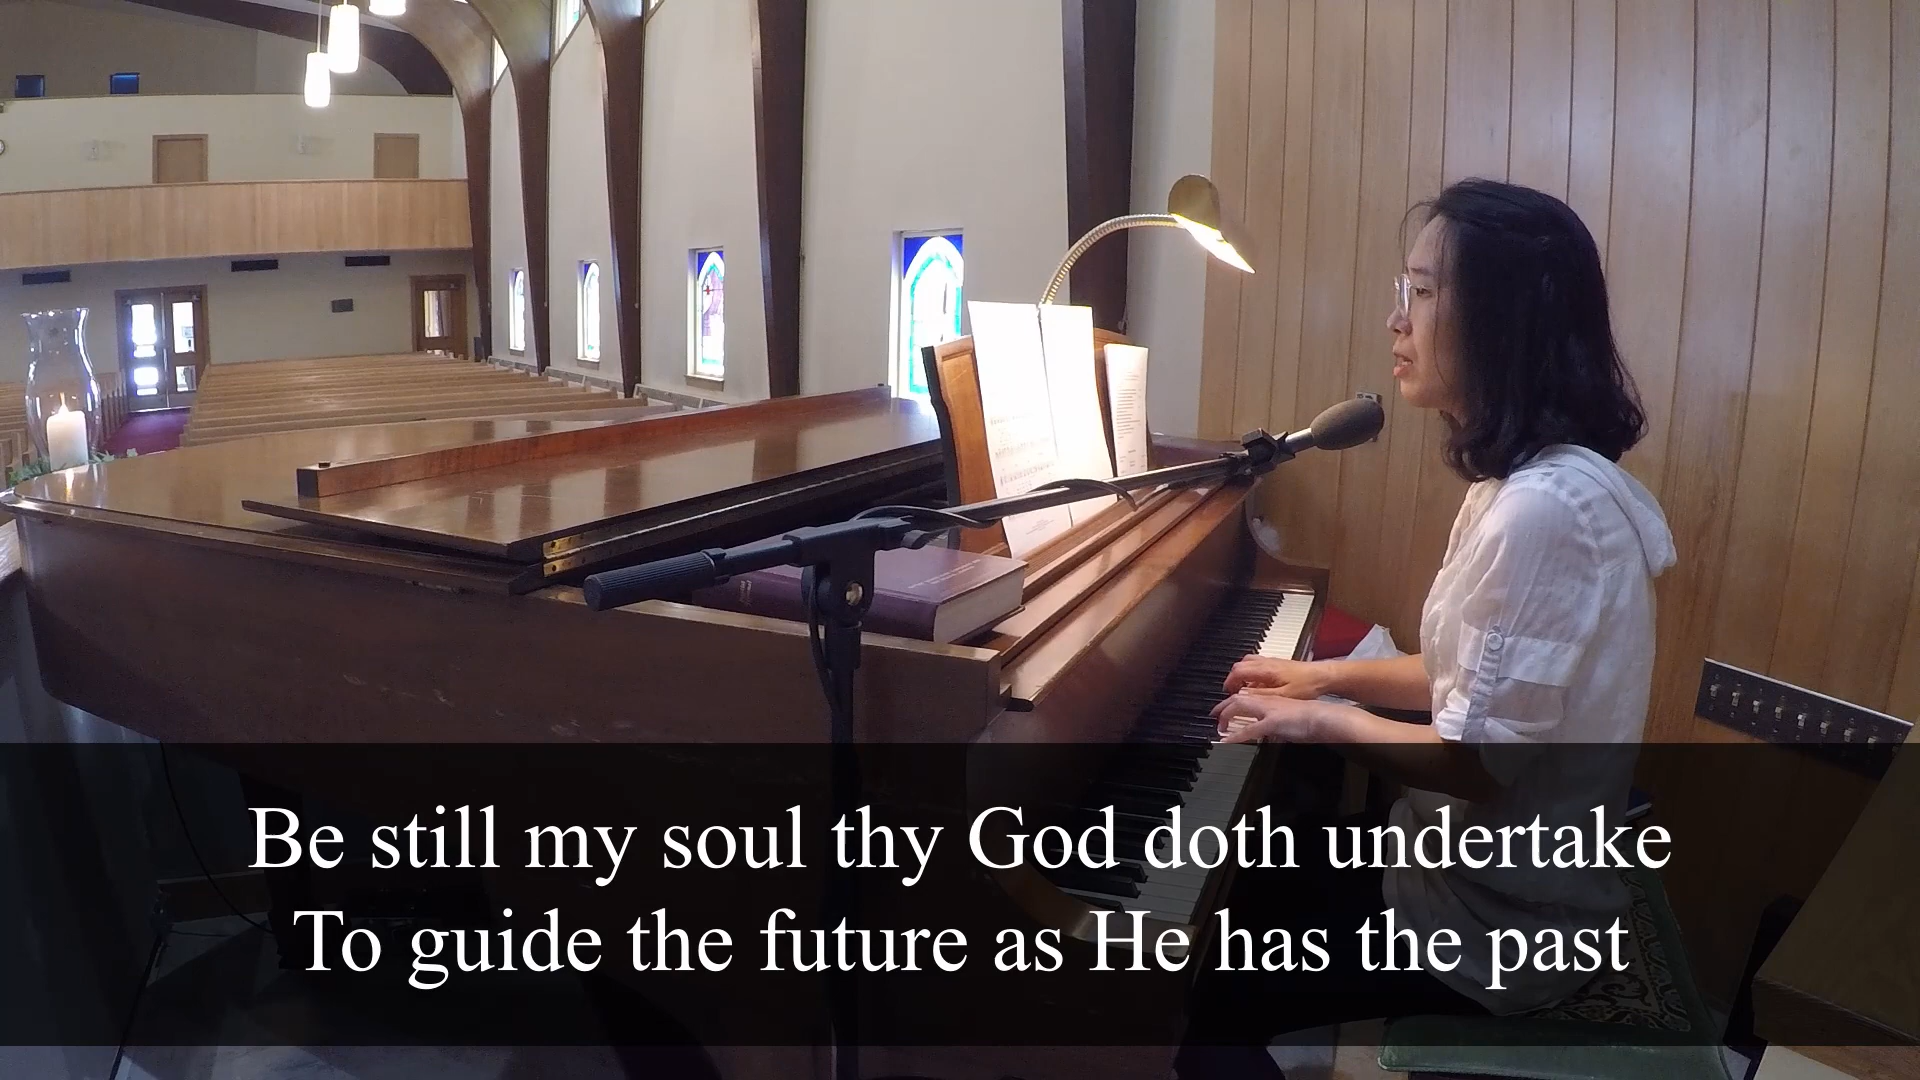 Be still my soul thy God doth undertake
To guide the future as He has the past